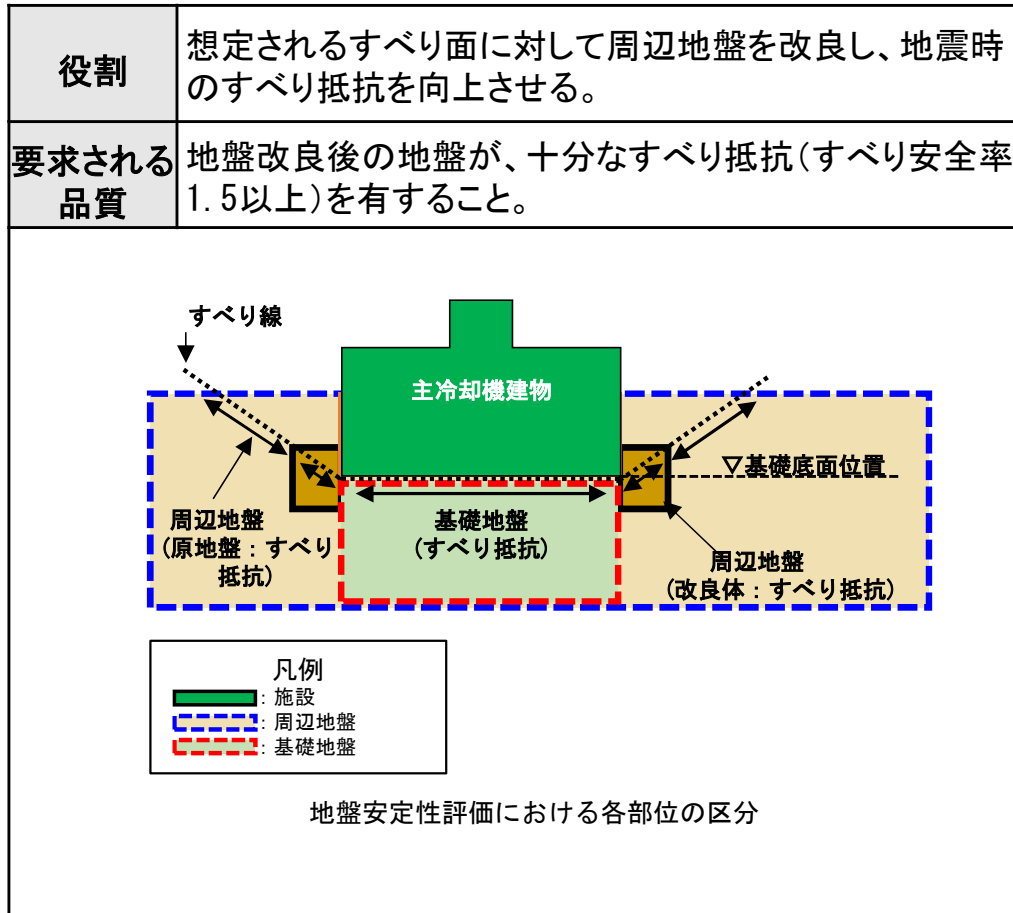 役割
想定されるすべり面に対して周辺地盤を改良し、地震時
のすべり抵抗を向上させる。
要求される
品質
地盤改良後の地盤が、十分なすべり抵抗(すべり安全率
1.5以上)を有すること。
すべり線
主冷却機建物
▽基礎底面位置
周辺地盤
(原地盤：すべり
抵抗)
基礎地盤
(すべり抵抗)
周辺地盤
(改良体：すべり抵抗)
凡例
：施設
：周辺地盤
：基礎地盤
地盤安定性評価における各部位の区分